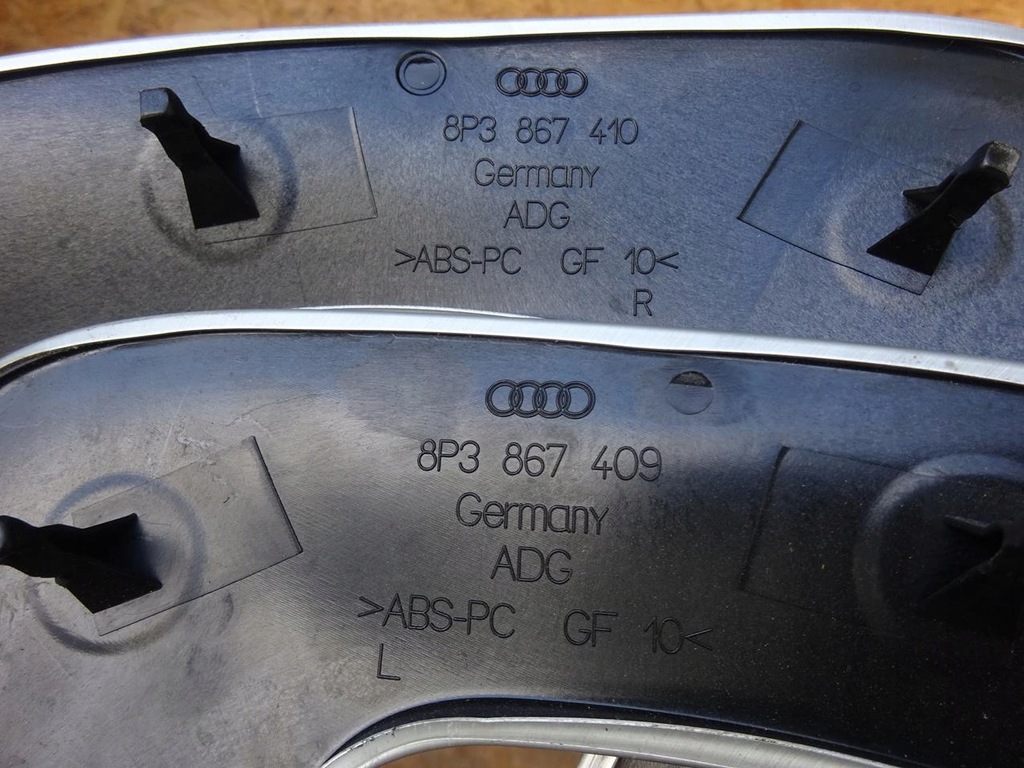 8P3 867 410
Germany
ADG
>ABS-PC GF 10<
R
8P3 867 409
Germany
ADG
>ABS-PC GF 10<
L